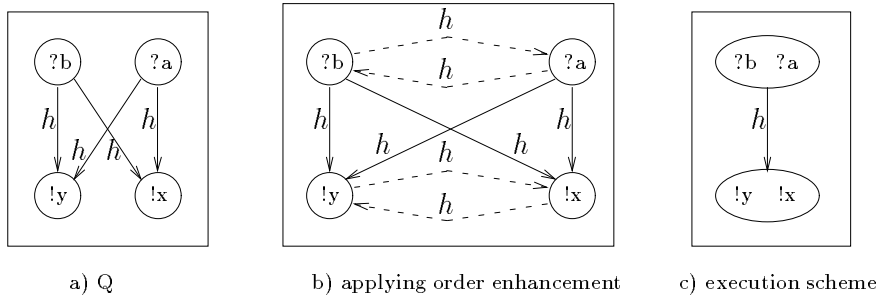 h
?b ?a ?b ?a ?b ?a
h
h h h h h
h h h h
h
!y !x !y !x !y !x
h
a) Q b) applying order enhancement c) execution scheme